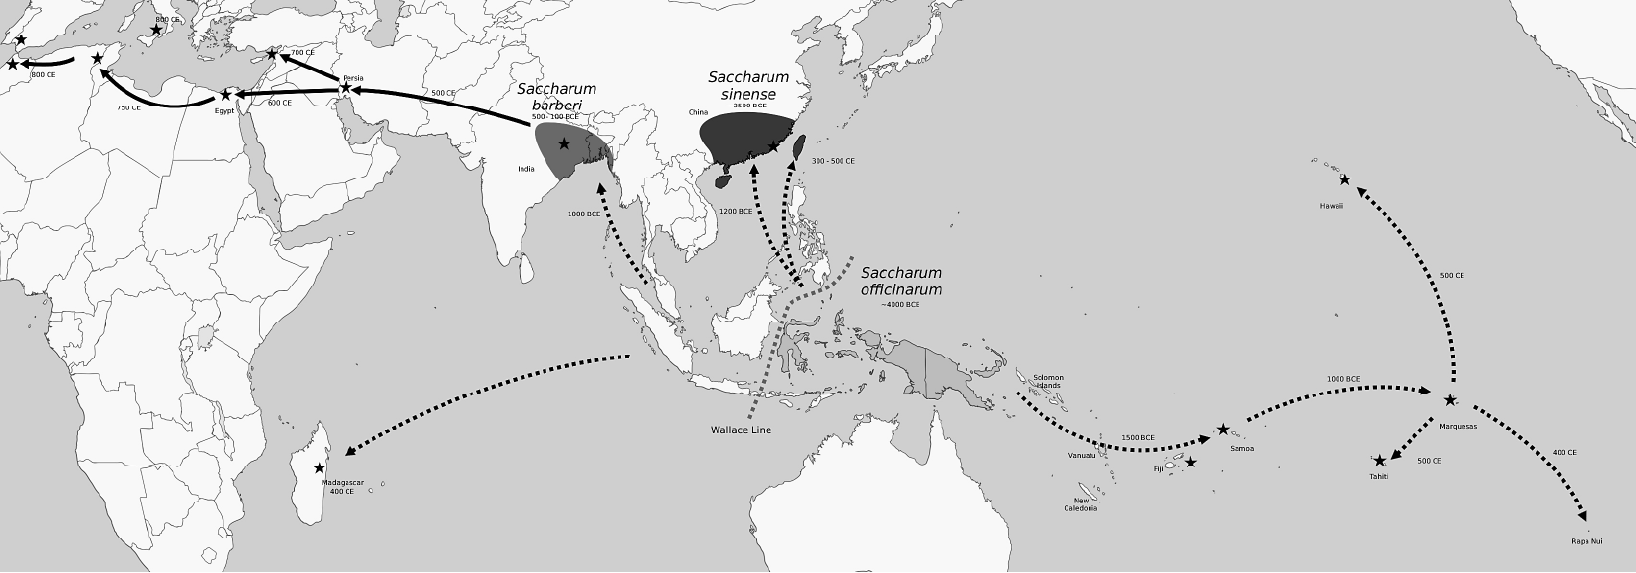 800 CE
700 CE
800 CE
Persia
500 CE
600 CE
750 CE
Egypt
Saccharum
barberi
500- 100 BCE
India
Saccharum
sinense
China
300 - 500 CE
1000 BCE
1200 BCE
Hawaii
Saccharum
officinarum
~4000 BCE
500 CE
Solomon
Islands
1000 BCE
Wallace Line
Marquesas
1500 BCE
Samoa
Vanuatu
Fiji
400 CE
500 CE
Tahiti
Madagascar
400 CE
New
Caledonia
Rapa Nui